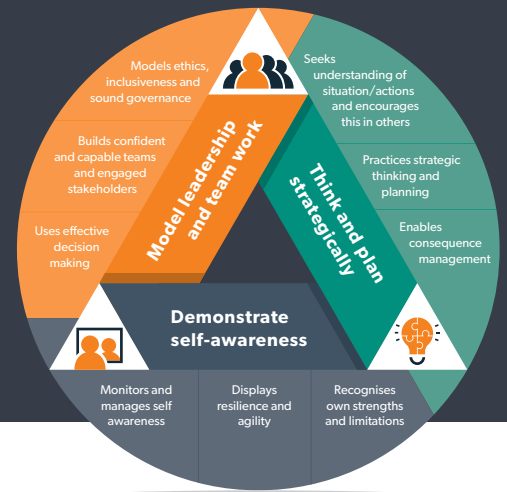 Models ethics,
inclusiveness and
sound governance
Builds confident
and capable teams
and engaged
stakeholders
Uses effective
decision
making
Model leadership
and team work
Seeks
understanding of
situation/actions
and encourages
this in others
Practices strategic
thinking and
planning
Enables
consequence
management
Think and plan
strategically
Demonstrate
self-awareness
Monitors and
manages self
awareness
Displays
resilience and
agility
Recognises
own strengths
and limitations